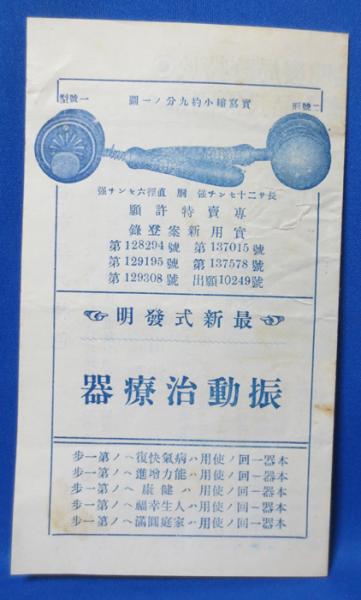 二號型
實寫縮小約九分ノ一圖
一號型
長サ二十センチ强 胴直徑六センチ强
專賣特許願
實用新案登錄
第128294號 第137015號
第129195號 第137578號
第129308號 出願10249號
最新式發明
振動治療器
本器一回ノ使用ハ病氣快復ヘノ第一步
本器一回ノ使用ハ能力增進ヘノ第一步
本器一回ノ使用ハ健康ヘノ第一步
本器一回ノ使用ハ人生幸福ヘノ第一步
本器一回ノ使用ハ家庭圓滿ヘノ第一步